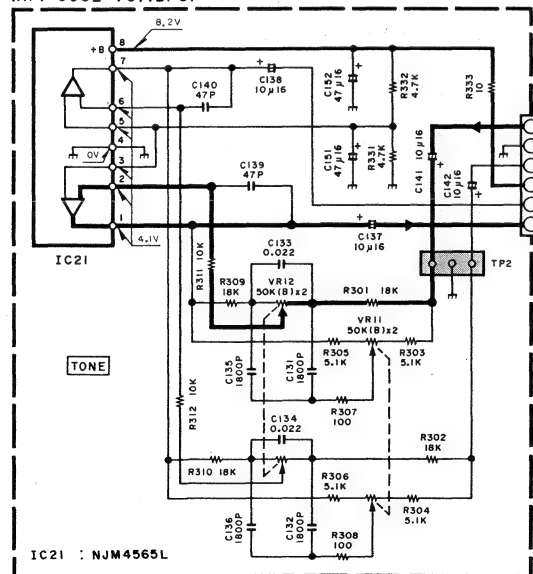 8.2V
+B 8
7
6
5
4
0V
3
2
1
4.1V
IC21
C140
47P
C138
10µ16
C152
47µ16
R332
4.7K
R333
10
C151
47µ16
R331
4.7K
C141 10µ16
C142
10µ16
C139
47P
C137
10µ16
TP2
R311 10K
R309
18K
C133
0.022
VR12
50K(B)x2
R301 18K
VR11
50K(B)x2
C135
1800P
C131
1800P
R305
5.1K
R303
5.1K
R307
100
TONE
R312 10K
C134
0.022
R302
18K
R310 18K
R306
5.1K
R304
5.1K
C136
1800P
C132
1800P
R308
100
IC21 : NJM4565L